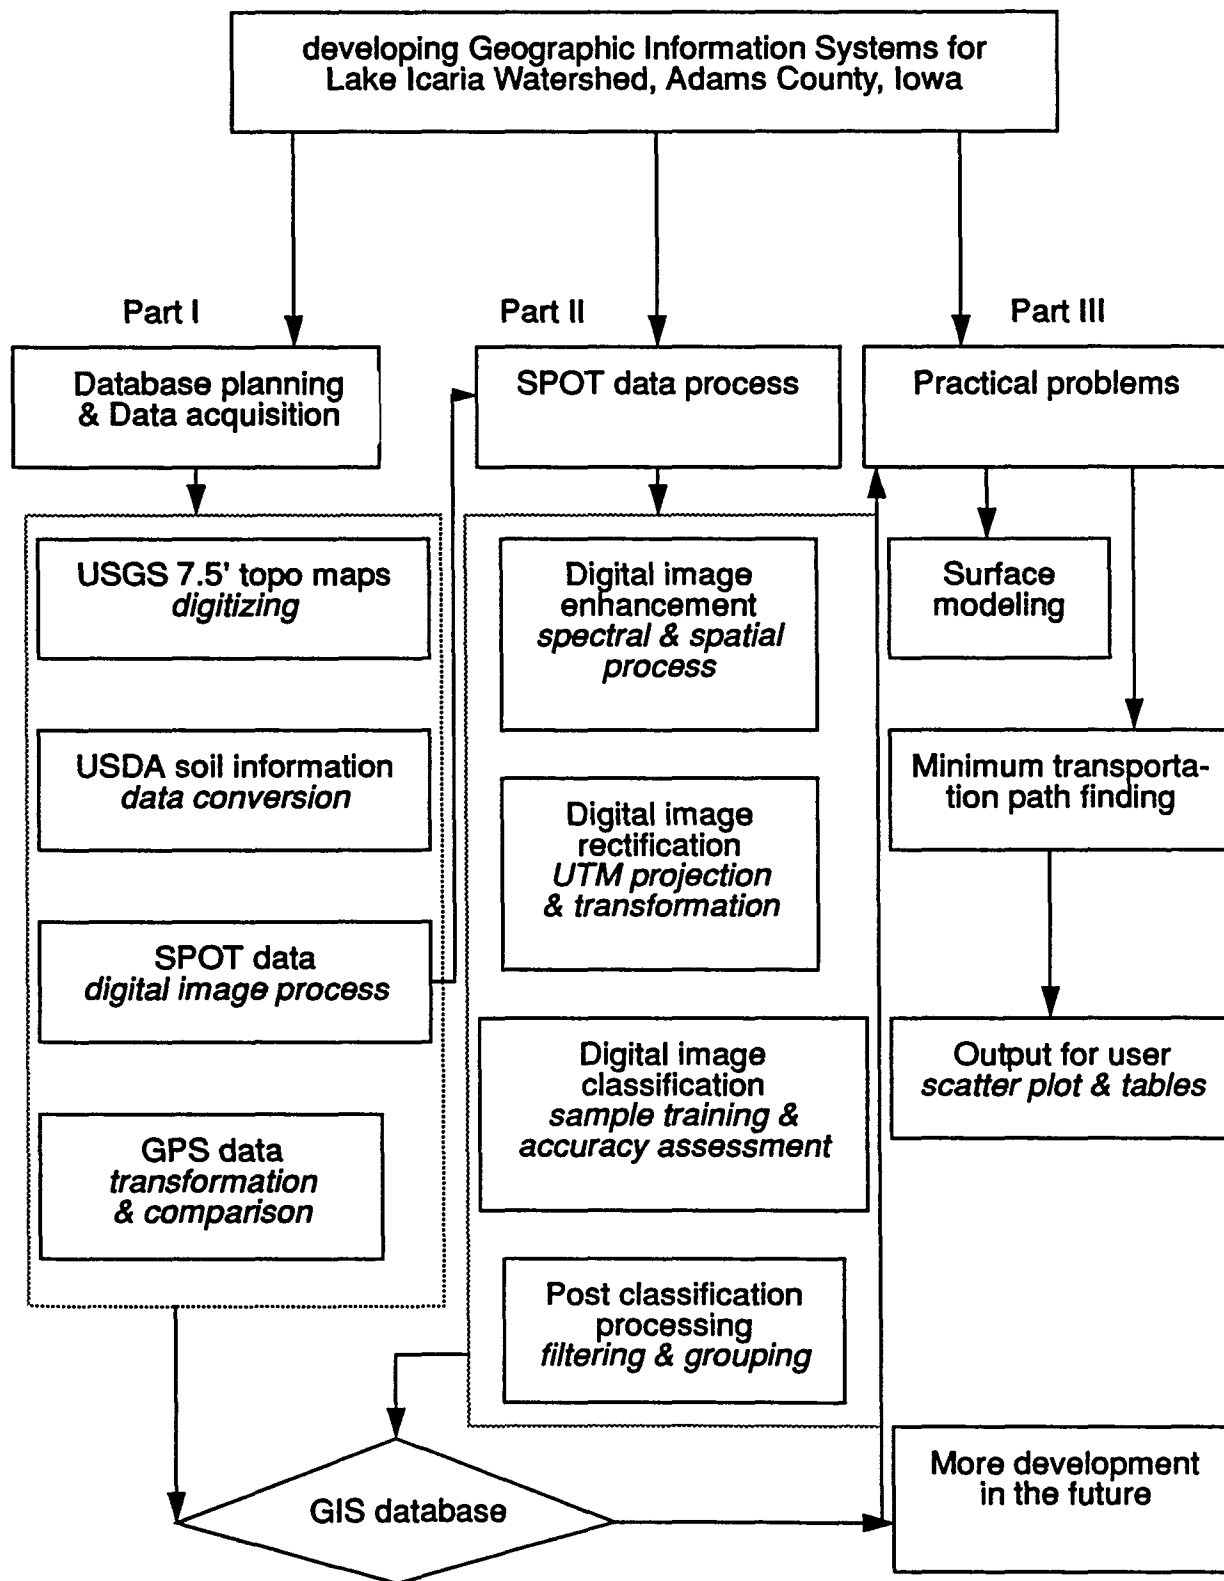 developing Geographic Information Systems for
Lake Icaria Watershed, Adams County, Iowa
Part I
Database planning
& Data acquisition
USGS 7.5' topo maps
digitizing
USDA soil information
data conversion
SPOT data
digital image process
GPS data
transformation
& comparison
Part II
SPOT data process
Digital image
enhancement
spectral & spatial
process
Digital image
rectification
UTM projection
& transformation
Digital image
classification
sample training &
accuracy assessment
Post classification
processing
filtering & grouping
Part III
Practical problems
Surface
modeling
Minimum transporta-
tion path finding
Output for user
scatter plot & tables
GIS database
More development
in the future